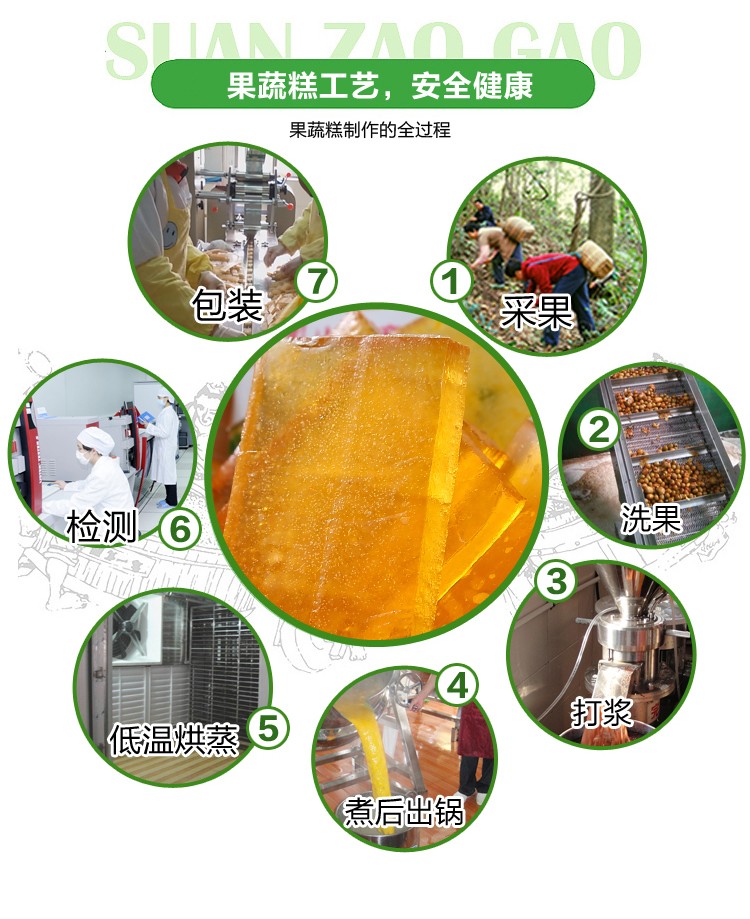 SUAN ZAO GAO
果蔬糕工艺，安全健康
果蔬糕制作的全过程
1
采果
2
洗果
3
打浆
4
煮后出锅
5
低温烘蒸
6
检测
7
包装